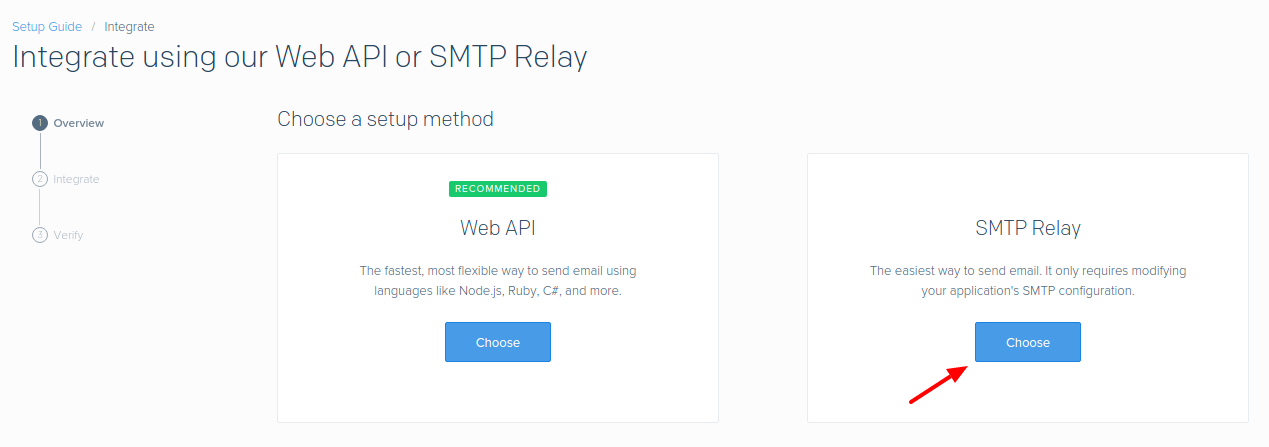 Setup Guide / Integrate
Integrate using our Web API or SMTP Relay
1 Overview
2 Integrate
3 Verify
Choose a setup method
RECOMMENDED
Web API
The fastest, most flexible way to send email using
languages like Node.js, Ruby, C#, and more.
Choose
SMTP Relay
The easiest way to send email. It only requires modifying
your application's SMTP configuration.
Choose